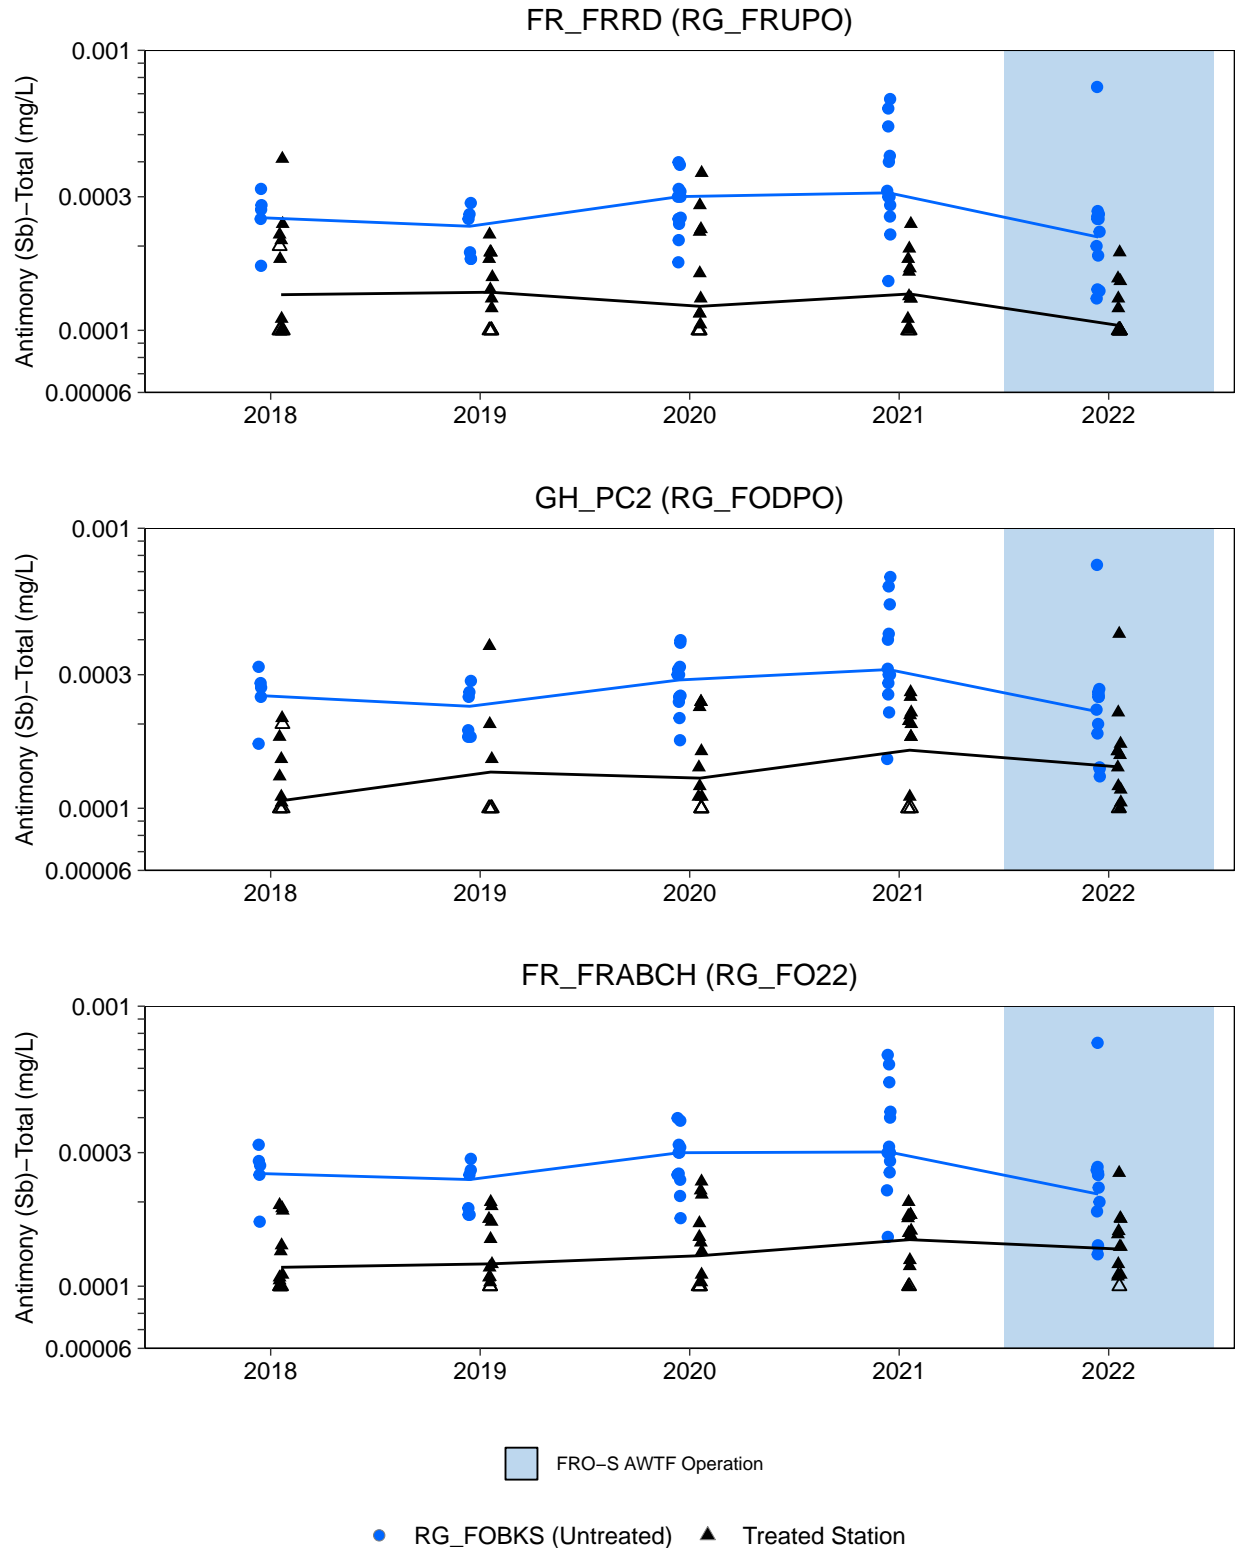 FR_FRRD (RG_FRUPO)
Antimony (Sb)−Total (mg/L)
0.001
0.0003
0.0001
0.00006
2018 2019 2020 2021 2022
GH_PC2 (RG_FODPO)
Antimony (Sb)−Total (mg/L)
0.001
0.0003
0.0001
0.00006
2018 2019 2020 2021 2022
FR_FRABCH (RG_FO22)
Antimony (Sb)−Total (mg/L)
0.001
0.0003
0.0001
0.00006
2018 2019 2020 2021 2022
FRO−S AWTF Operation
RG_FOBKS (Untreated) Treated Station